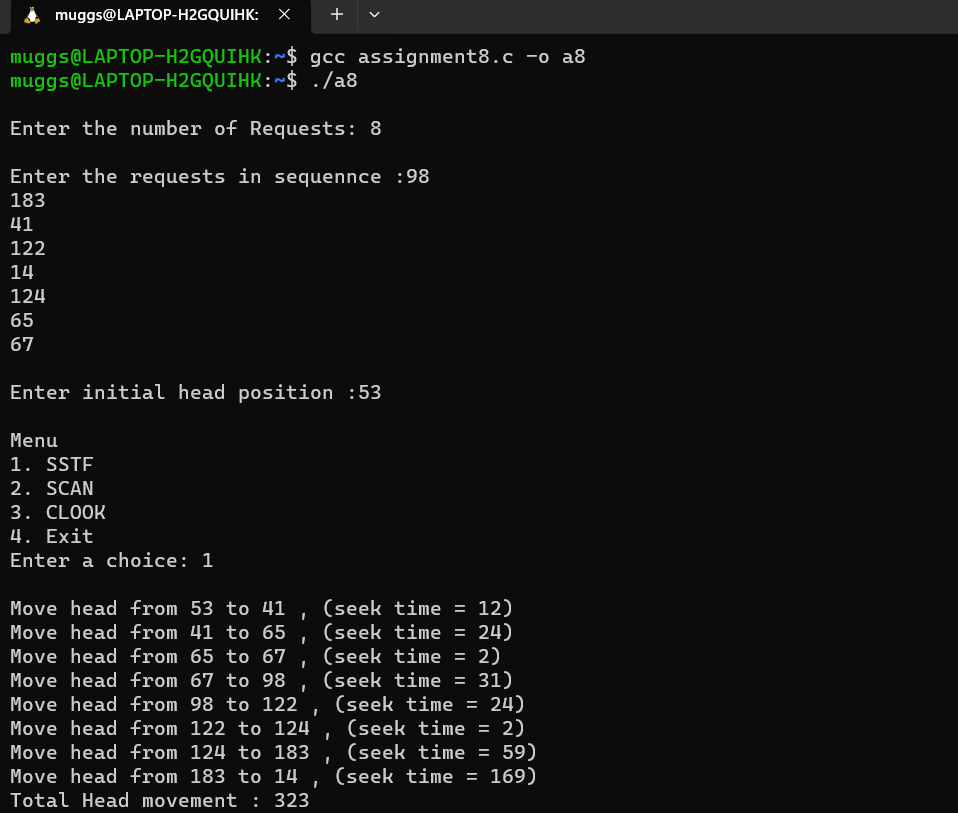 muggs@LAPTOP-H2GQUIHK:
muggs@LAPTOP-H2GQUIHK:~$ gcc assignment8.c -o a8
muggs@LAPTOP-H2GQUIHK:~$ ./a8
Enter the number of Requests: 8
Enter the requests in sequennce :98
183
41
122
14
124
65
67
Enter initial head position :53
Menu
1. SSTF
2. SCAN
3. CLOOK
4. Exit
Enter a choice: 1
Move head from 53 to 41 , (seek time = 12)
Move head from 41 to 65 , (seek time = 24)
Move head from 65 to 67 , (seek time = 2)
Move head from 67 to 98 , (seek time = 31)
Move head from 98 to 122 , (seek time = 24)
Move head from 122 to 124 , (seek time = 2)
Move head from 124 to 183 , (seek time = 59)
Move head from 183 to 14 , (seek time = 169)
Total Head movement : 323